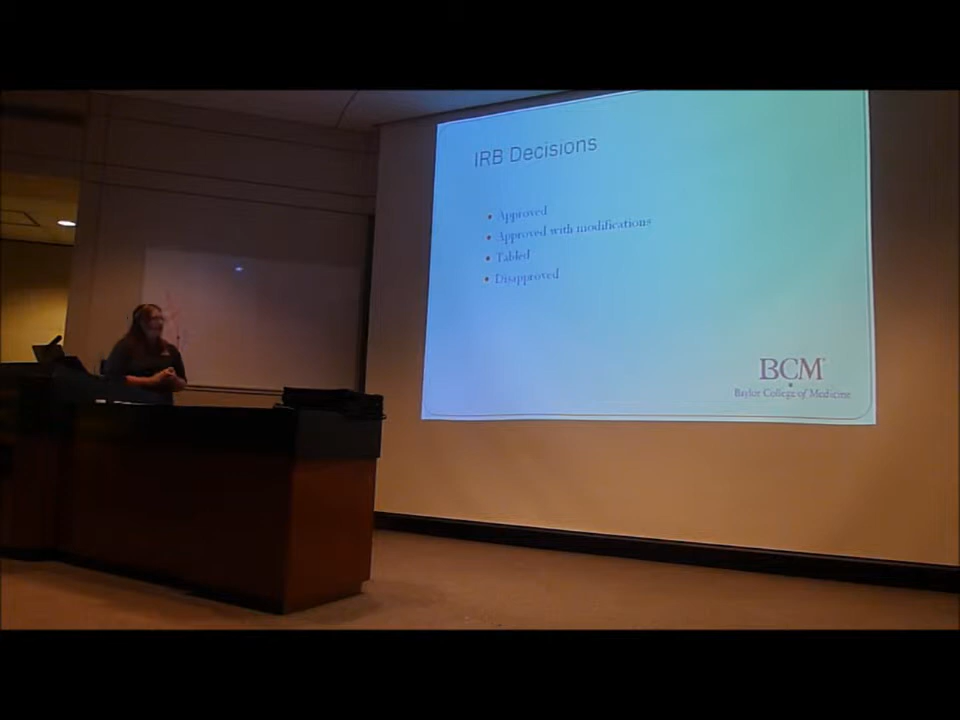 IRB Decisions
Approved
Approved with modifications
Tabled
Disapproved
BCM
Baylor College of Medicine